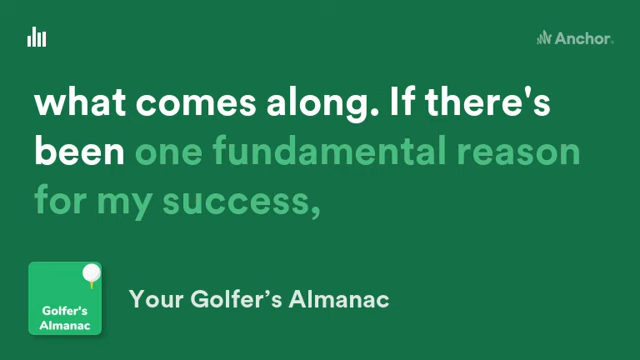 Anchor
what comes along. If there's
been one fundamental reason
for my success,
Golfer's
Almanac
Your Golfer’s Almanac